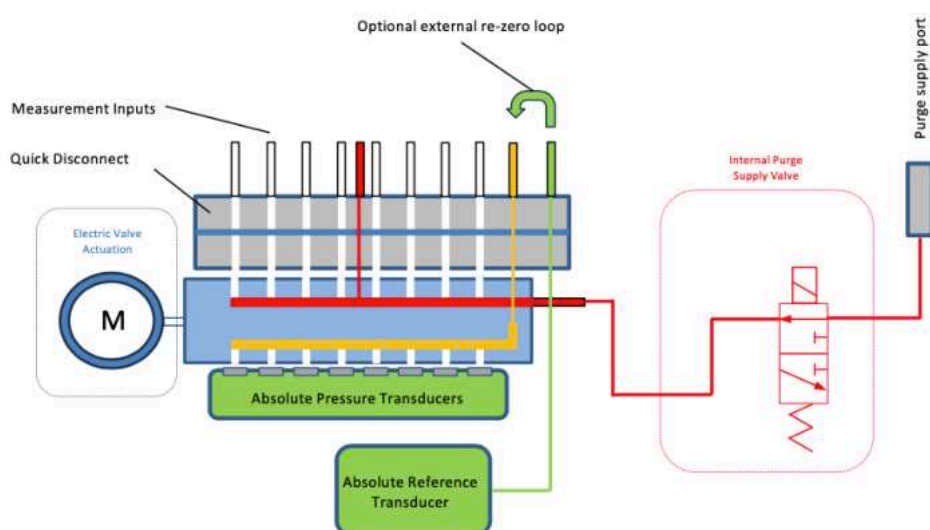 Optional external re-zero loop
Measurement Inputs
Quick Disconnect
Purge supply port
Internal Purge
Supply Valve
Electric Valve
Actuation
M
Absolute Pressure Transducers
Absolute Reference
Transducer